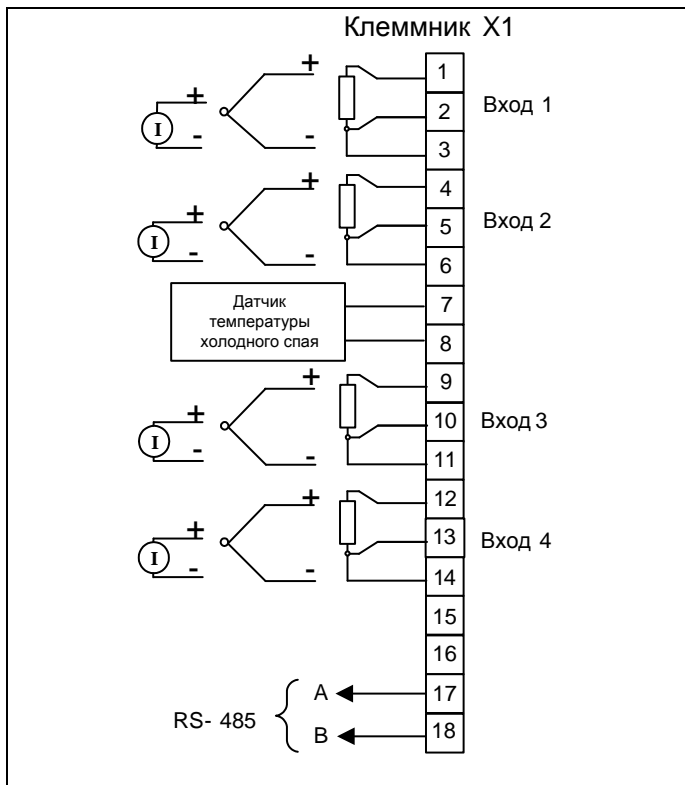 Клеммник X1
+ + 1
+ 2 Вход 1
I
- - 3
+ 4
+ 5 Вход 2
I
- - 6
Датчик 7
температуры
холодного спая 8
+ 9
+ 10 Вход 3
I
- - 11
+ 12
+ 13 Вход 4
I
- - 14
15
16
A 17
RS- 485
B 18